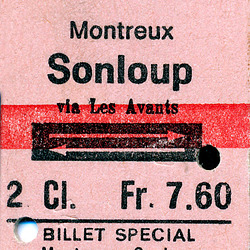 Montreux
Sonloup
via Les Avants
2 Cl. Fr. 7.60
BILLET SPECIAL